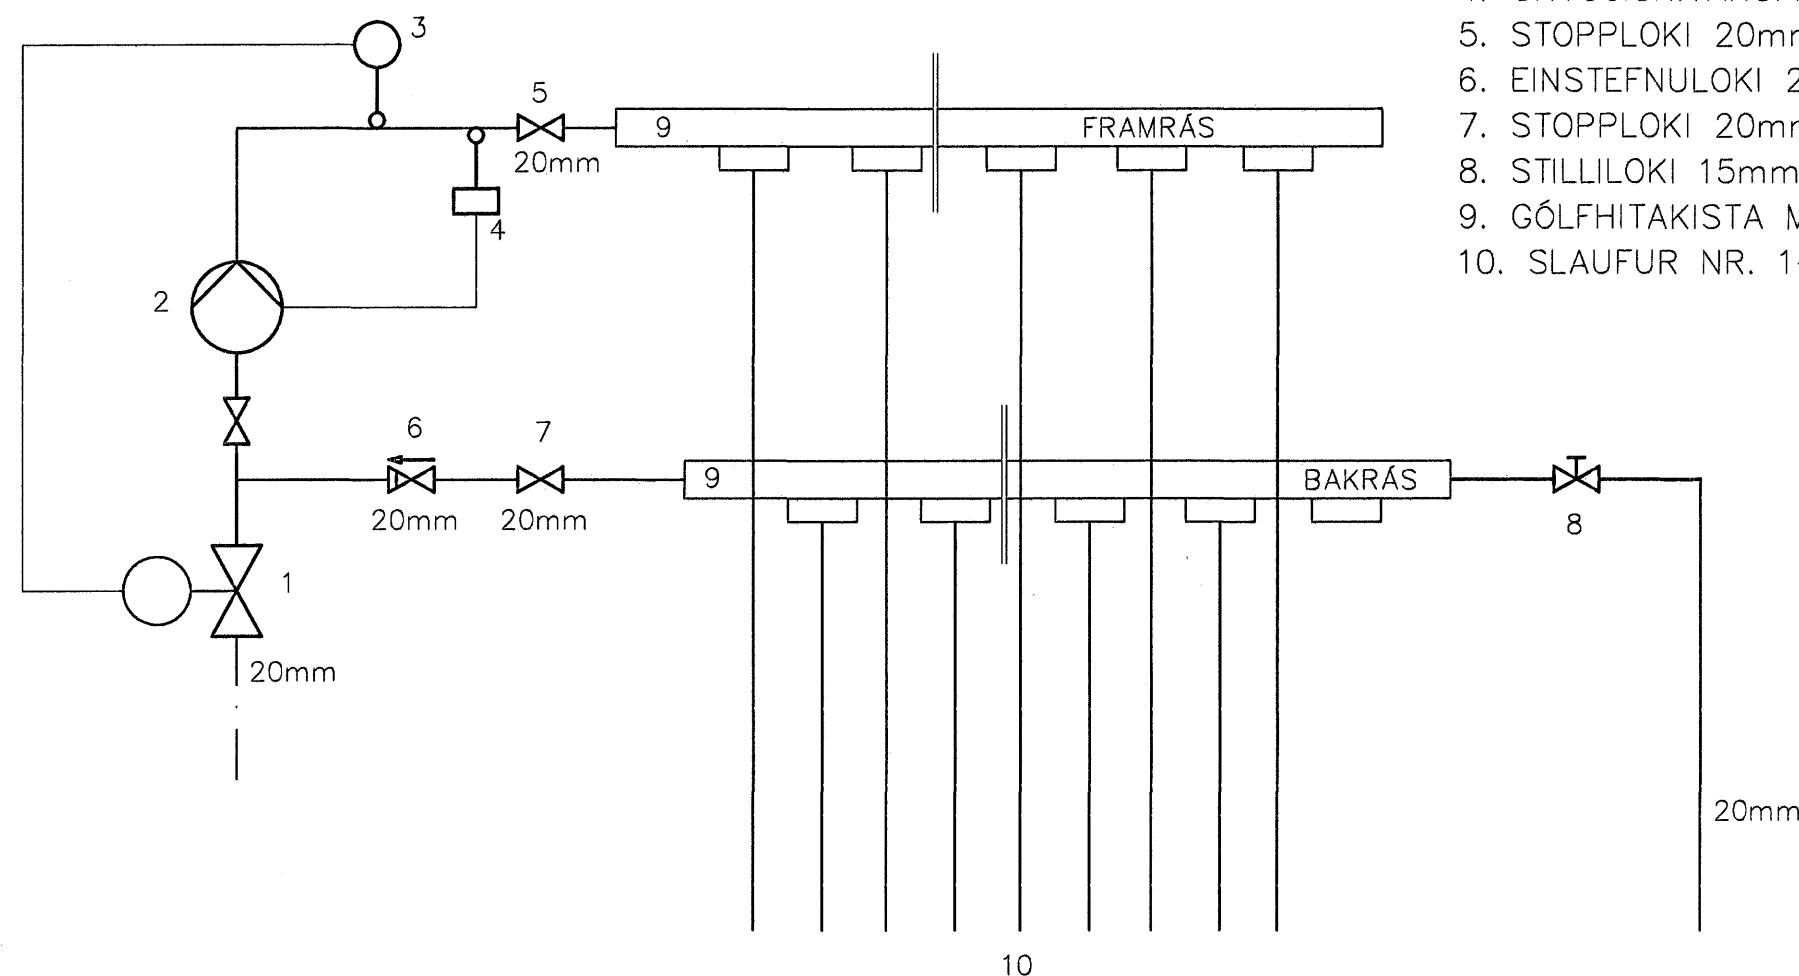 3
5
9
FRAMRÁS
20mm
4
2
6
7
9
BAKRÁS
20mm
20mm
8
1
20mm
20mm
10
5. STOPPLOKI 20mm
6. EINSTEFNULOKI 2
7. STOPPLOKI 20mm
8. STILLILOKI 15mm
9. GÓLFHITAKISTA M
10. SLAUFUR NR. 1-